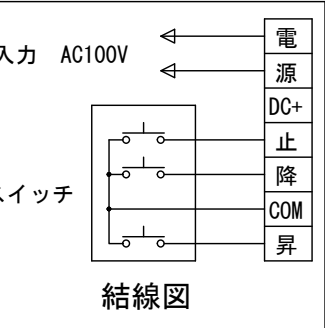 入力 AC100V
電
源
DC+
止
降
COM
昇
スイッチ
結線図